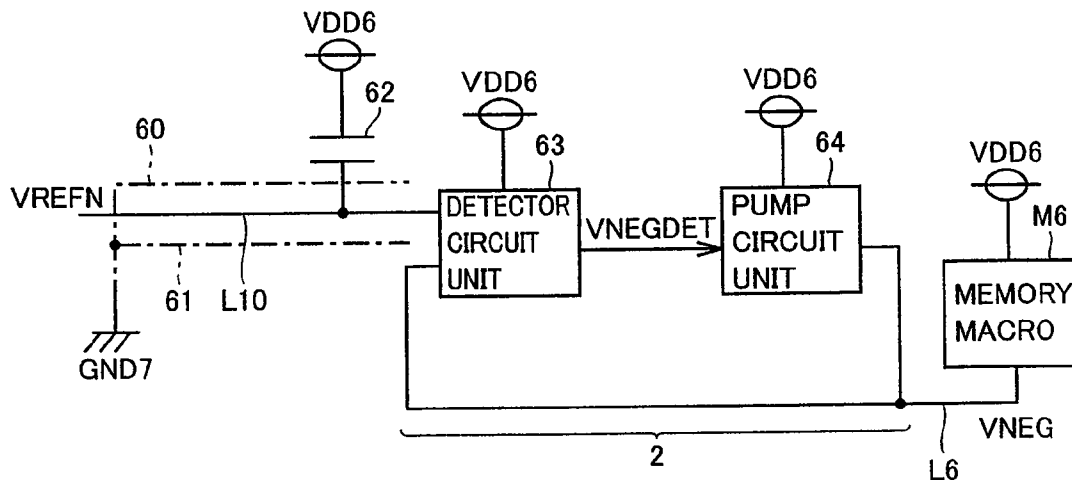 VDD6
62
VDD6
VDD6
60
63
64
VDD6
VREFN
DETECTOR
CIRCUIT
UNIT
VNEGDET
PUMP
CIRCUIT
UNIT
M6
61
L10
MEMORY
MACRO
GND7
VNEG
2
L6